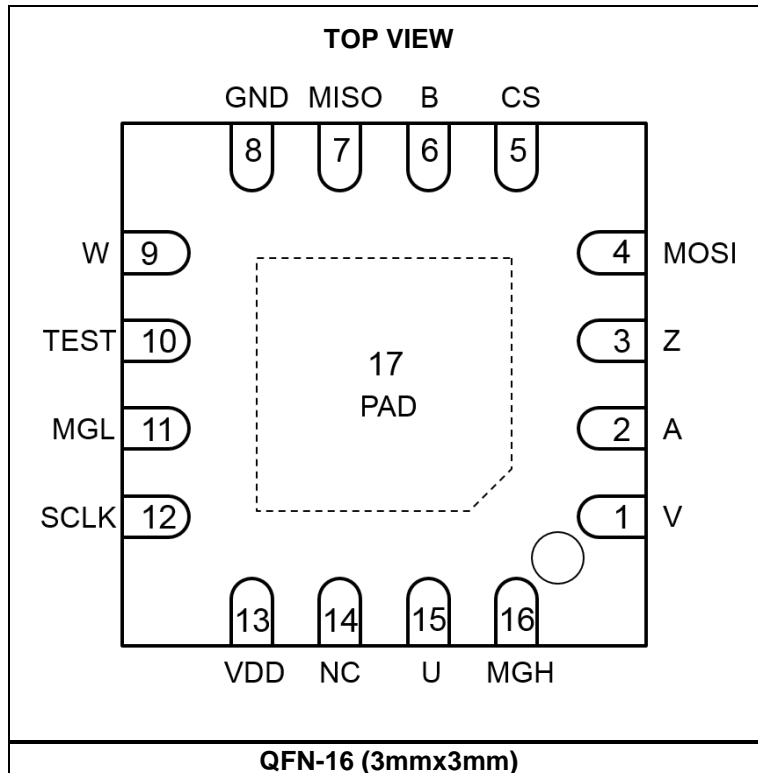 TOP VIEW
GND MISO B CS
8 7 6 5
W 9 4 MOSI
TEST 10 3 Z
17
PAD
MGL 11 2 A
SCLK 12 1 V
13 14 15 16
VDD NC U MGH
QFN-16 (3mmx3mm)